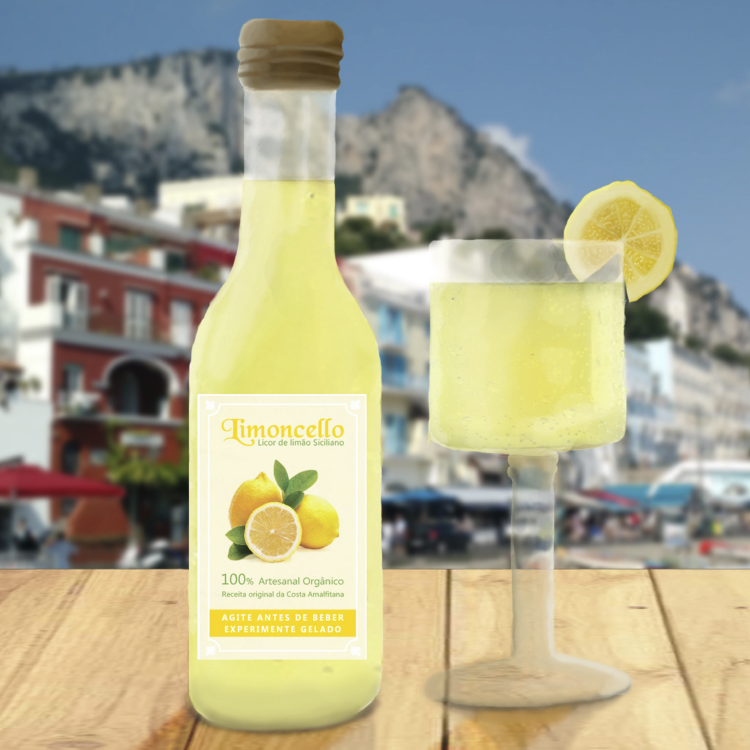 Limoncello
Licor de limão Siciliano
100% Artesanal Orgânico
Receita original da Costa Amalfitana
AGITE ANTES DE BEBER
EXPERIMENTE GELADO